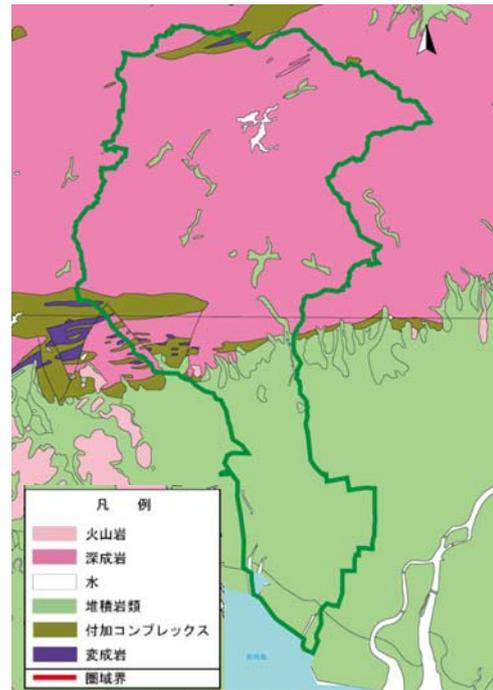 凡 例
火山岩
深成岩
水
堆積岩類
付加コンプレックス
変成岩
圏域界